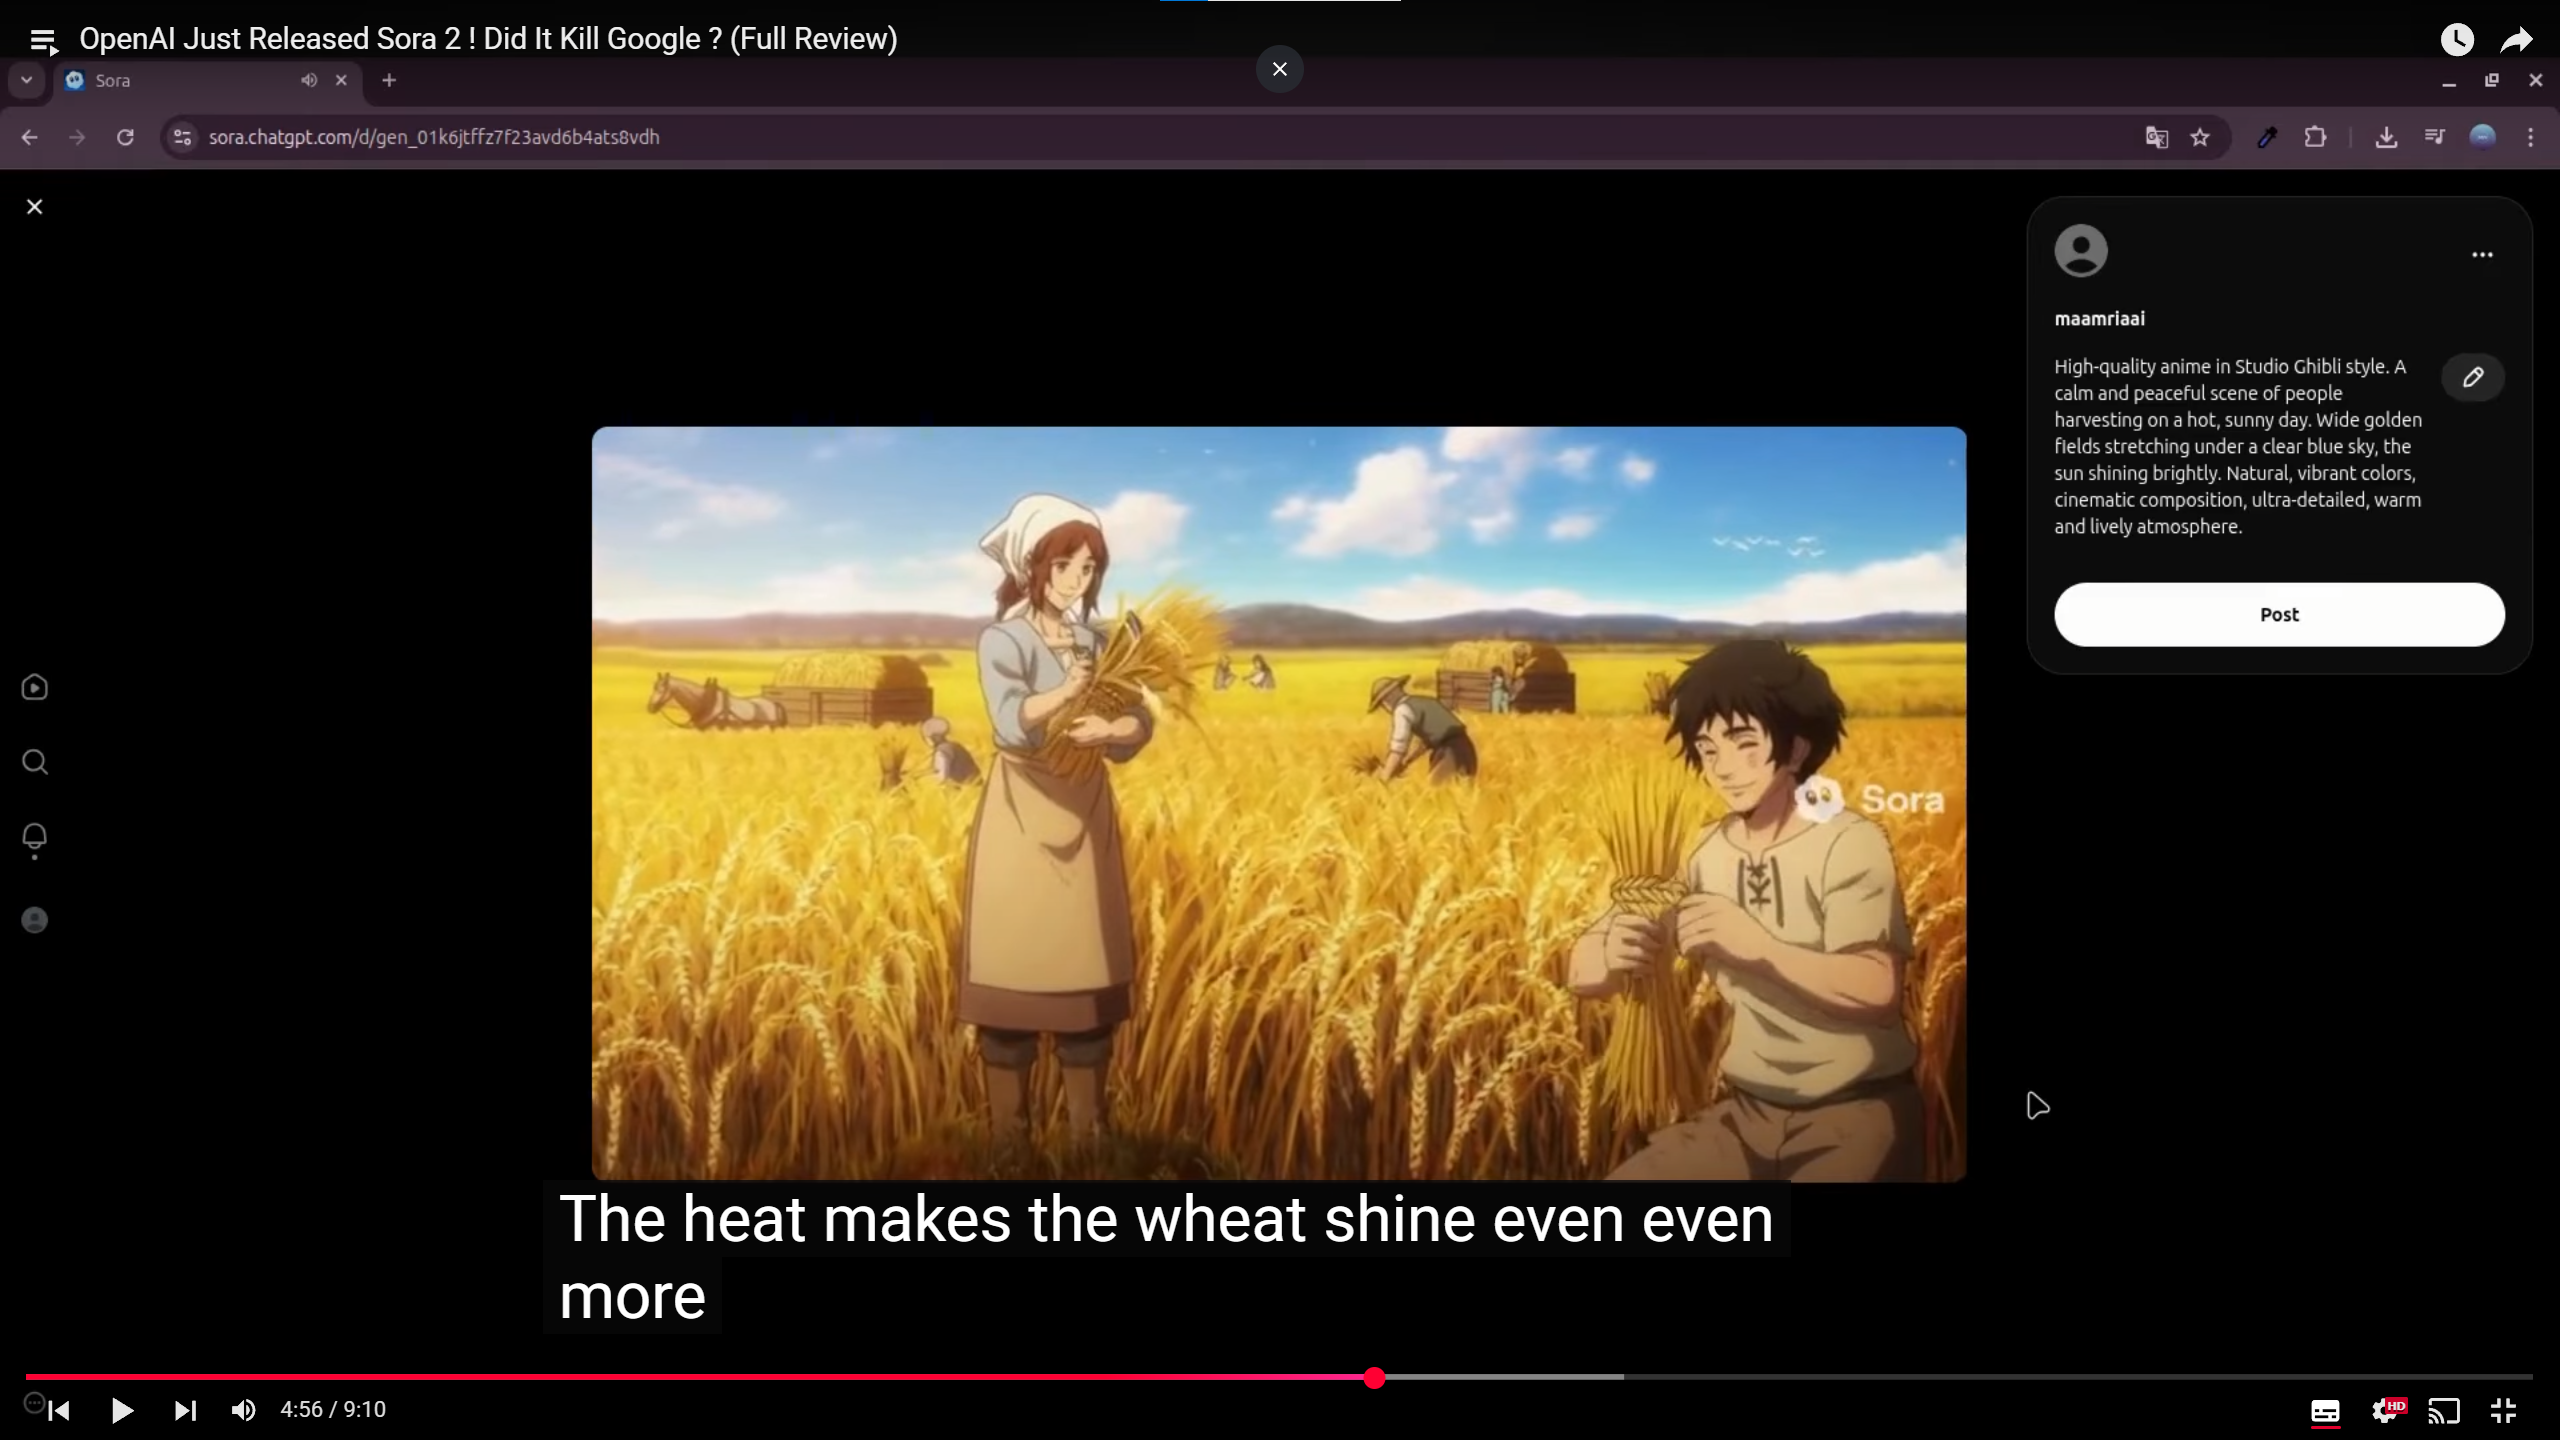 OpenAI Just Released Sora 2 ! Did It Kill Google ? (Full Review)
Sora
sora.chatgpt.com/d/gen_01k6jtffz7f23avd6b4ats8vdh
maamriaai
High-quality anime in Studio Ghibli style. A
calm and peaceful scene of people
harvesting on a hot, sunny day. Wide golden
fields stretching under a clear blue sky, the
sun shining brightly. Natural, vibrant colors,
cinematic composition, ultra-detailed, warm
and lively atmosphere.
Post
Sora
The heat makes the wheat shine even even
more
4:56 / 9:10
HD